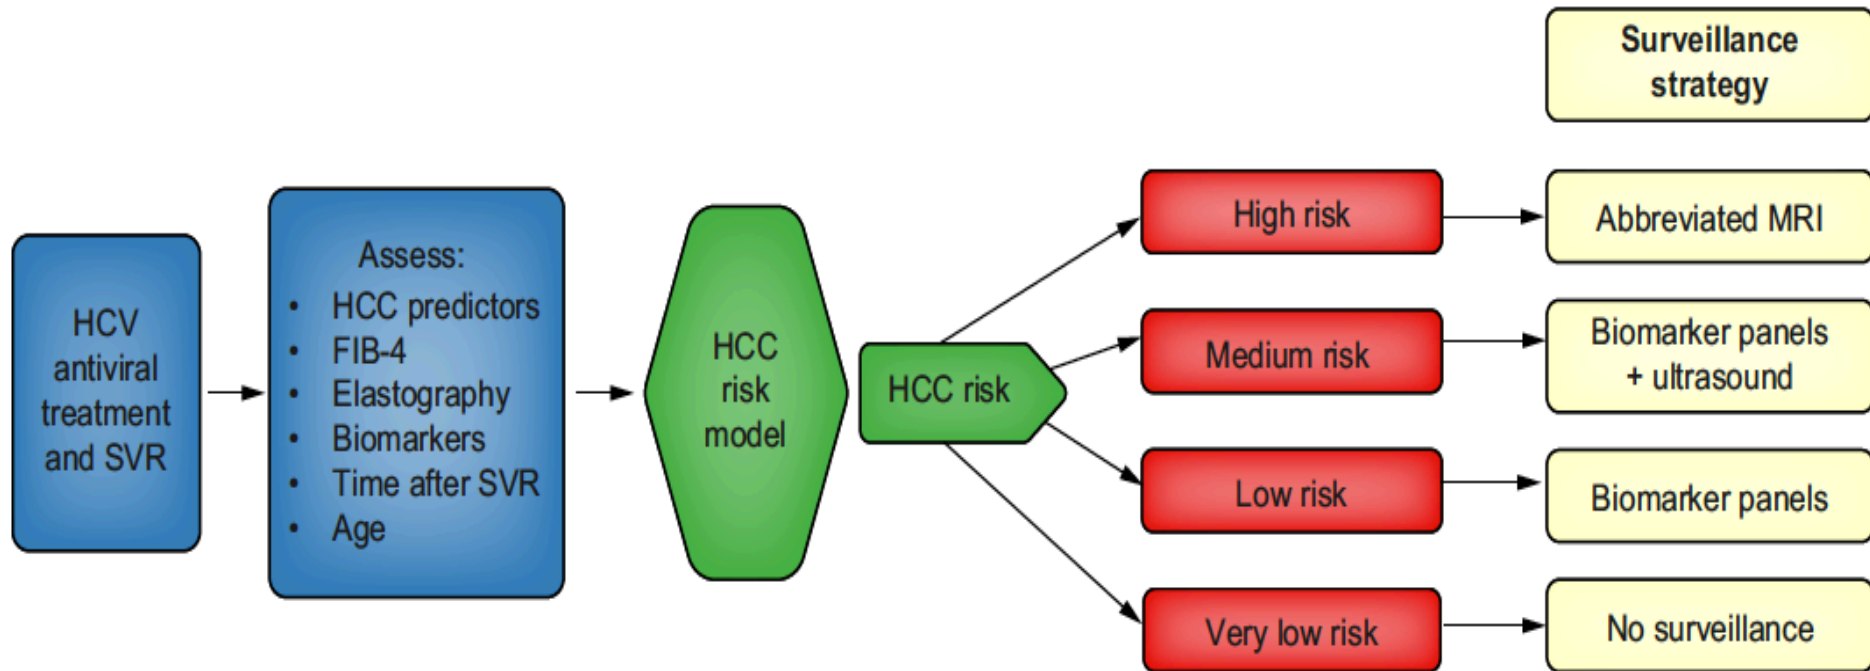 HCV
antiviral
treatment
and SVR
Assess:
• HCC predictors
• FIB-4
• Elastography
• Biomarkers
• Time after SVR
• Age
HCC
risk
model
HCC risk
High risk
Medium risk
Low risk
Very low risk
Surveillance
strategy
Abbreviated MRI
Biomarker panels
+ ultrasound
Biomarker panels
No surveillance